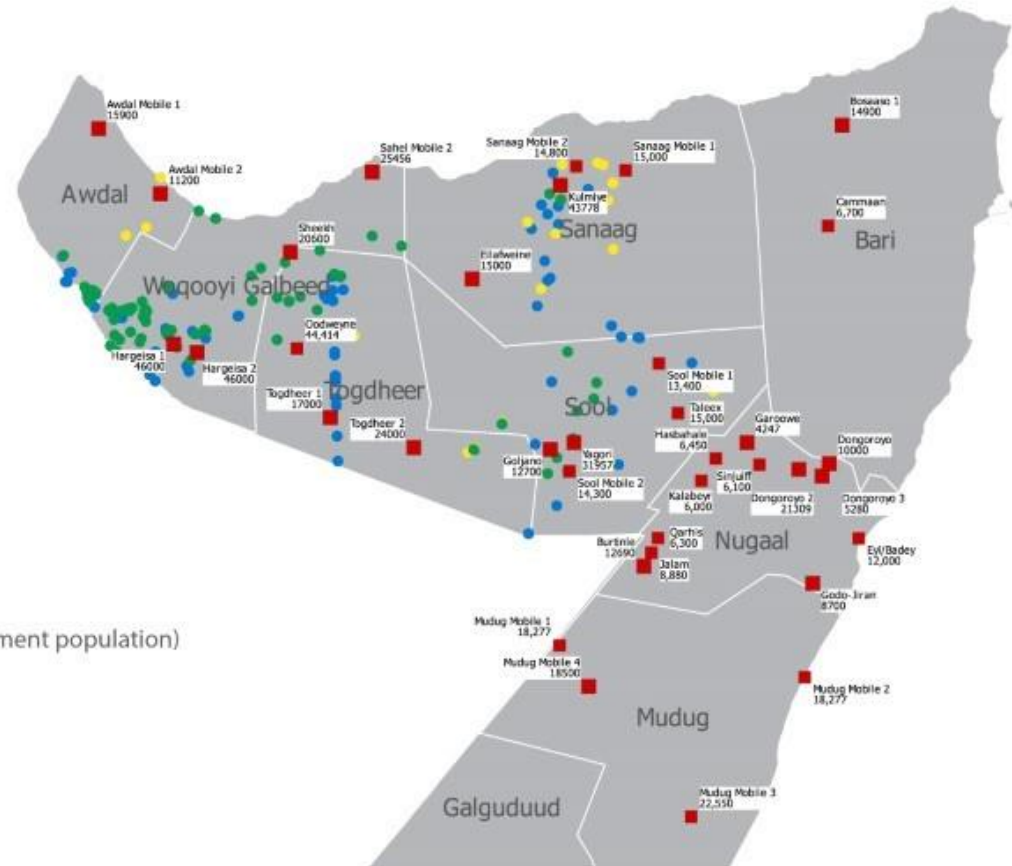 Awdal Mobile 1
15900
Bosaaso 1
14900
Sahel Mobile 2
25456
Sanaag Mobile 2
14,800
Sanaag Mobile 1
15,000
Awdal Mobile 2
11200
Awdal
Kulmiye
43778
Sanaag
Cammaan
6,700
Bari
Sheekh
20600
Eilafweine
15000
Woqooyi Galbeed
Oodweyne
44,414
Hargeisa 1
46000
Hargeisa 2
46000
Togdheer
Togdheer 1
17000
Togdheer 2
24000
Sool
Sool Mobile 1
13,400
Taleex
15,000
Garoowe
4247
Hasbahale
6,450
Dongoroyo
10000
Goljano
12700
Yagori
31957
Sool Mobile 2
14,300
Sinjuiff
6,100
Kalabeyr
6,000
Dongoroyo 2
21309
Dongoroyo 3
5280
Qarhis
6,300
Nugaal
Burtinle
12690
Jalam
8,880
Eyl/Badey
12,000
Godo-Jiran
8700
Mudug Mobile 1
18,277
ment population)
Mudug Mobile 4
18500
Mudug Mobile 2
18,277
Mudug
Mudug Mobile 3
22,550
Galguduud